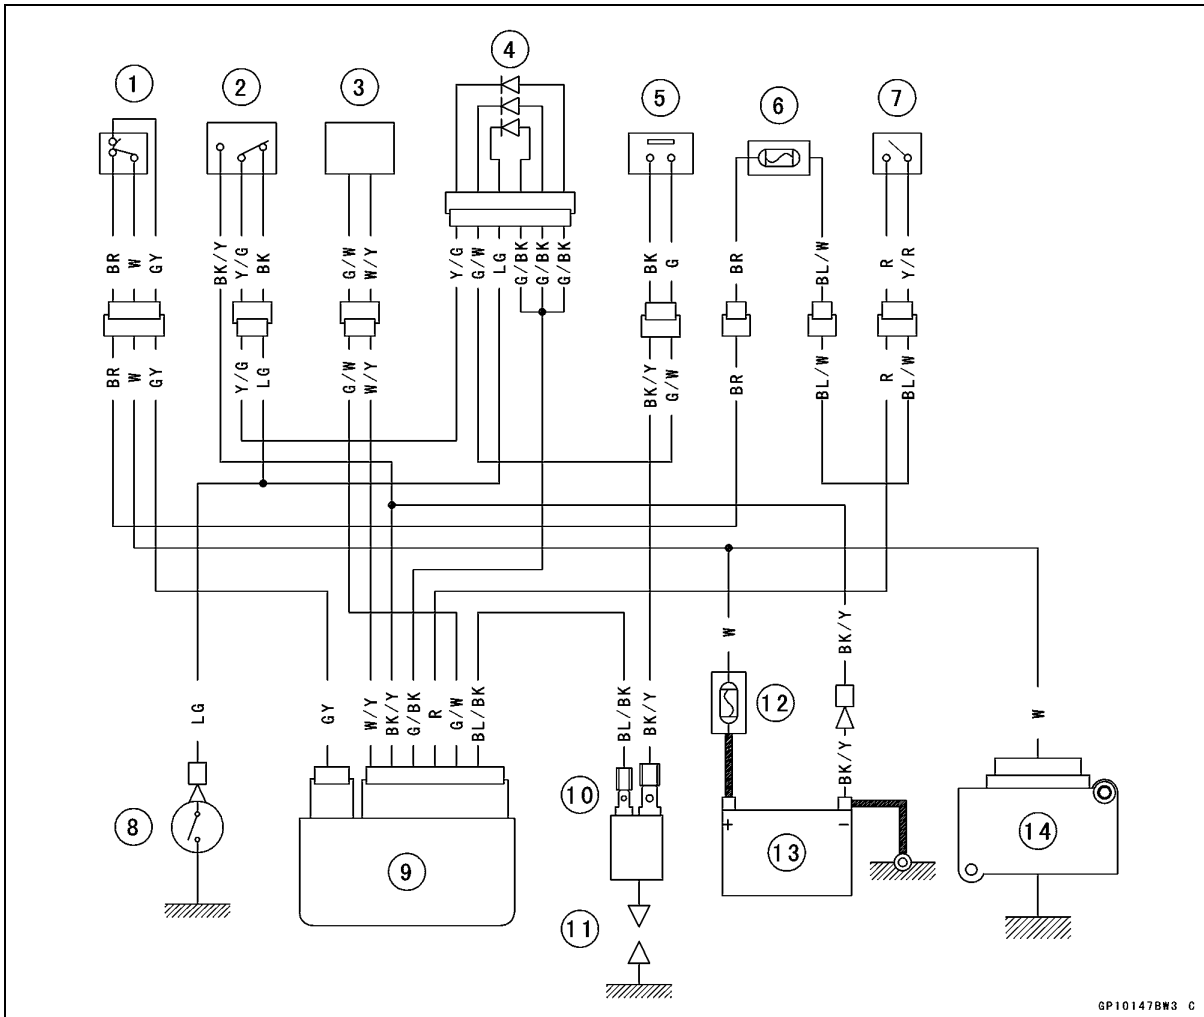 4
1
2
3
5
6
7
BR
W
GY
BK/Y
Y/G
BK
G/W
W/Y
Y/G
G/W
LG
G/BK
G/BK
G/BK
BK
G
BR
BL/W
R
Y/R
BR
W
GY
Y/G
LG
G/W
W/Y
BK/Y
G/W
BR
BL/W
R
BL/W
W
BK/Y
LG
GY
W/Y
BK/Y
G/BK
R
G/W
BL/BK
BL/BK
BK/Y
12
W
BK/Y
8
9
10
+
-
13
14
11
GP10147BW3 C